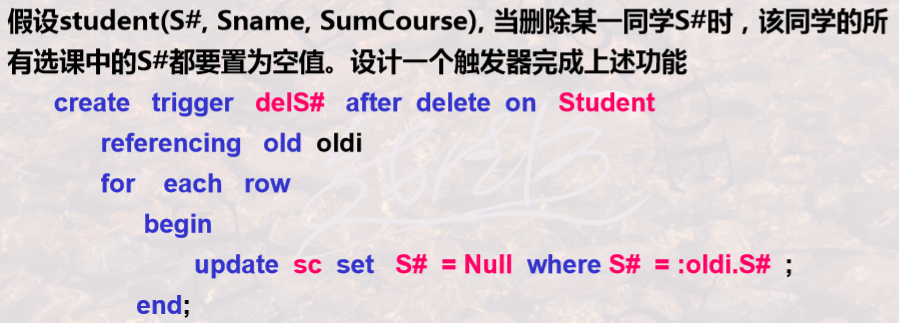 假设student(S#, Sname, SumCourse), 当删除某一同学S#时，该同学的所
有选课中的S#都要置为空值。设计一个触发器完成上述功能
create trigger delS# after delete on Student
referencing old oldi
for each row
begin
update sc set S# = Null where S# = :oldi.S# ;
end;